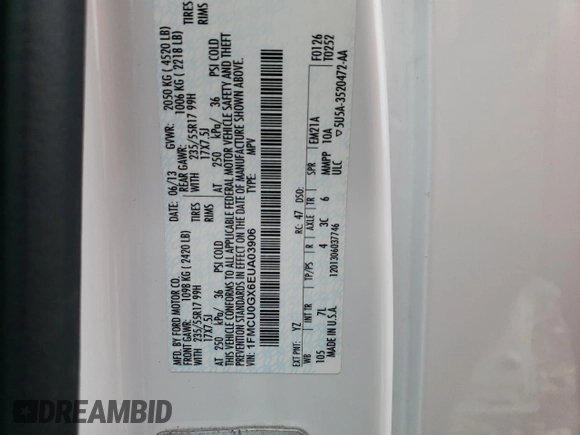 MFD. BY FORD MOTOR CO.
DATE: 06/13 GVWR: 2050 KG ( 4520 LB)
FRONT GAWR: 1098 KG ( 2420 LB) REAR GAWR: 1006 KG ( 2218 LB)
WITH 235/55R17 99H TIRES WITH 235/55R17 99H TIRES
17X7.5J RIMS 17X7.5J RIMS
AT 250 kPa/ 36 PSI COLD AT 250 kPa/ 36 PSI COLD
THIS VEHICLE CONFORMS TO ALL APPLICABLE FEDERAL MOTOR VEHICLE SAFETY AND THEFT
PREVENTION STANDARDS IN EFFECT ON THE DATE OF MANUFACTURE SHOWN ABOVE.
VIN: 1FMCU0GX6EUA03906 TYPE: MPV
F0126
T0252
EXT PNT: YZ RC: 47 DSO: EM21A
WB INT TR TP/PS R AXLE TR SPR MMPP 10A
105 7L 4 3C 6 ULC
MADE IN U.S.A. 1201306037746 5U5A-3520472-AA
DREAMBID